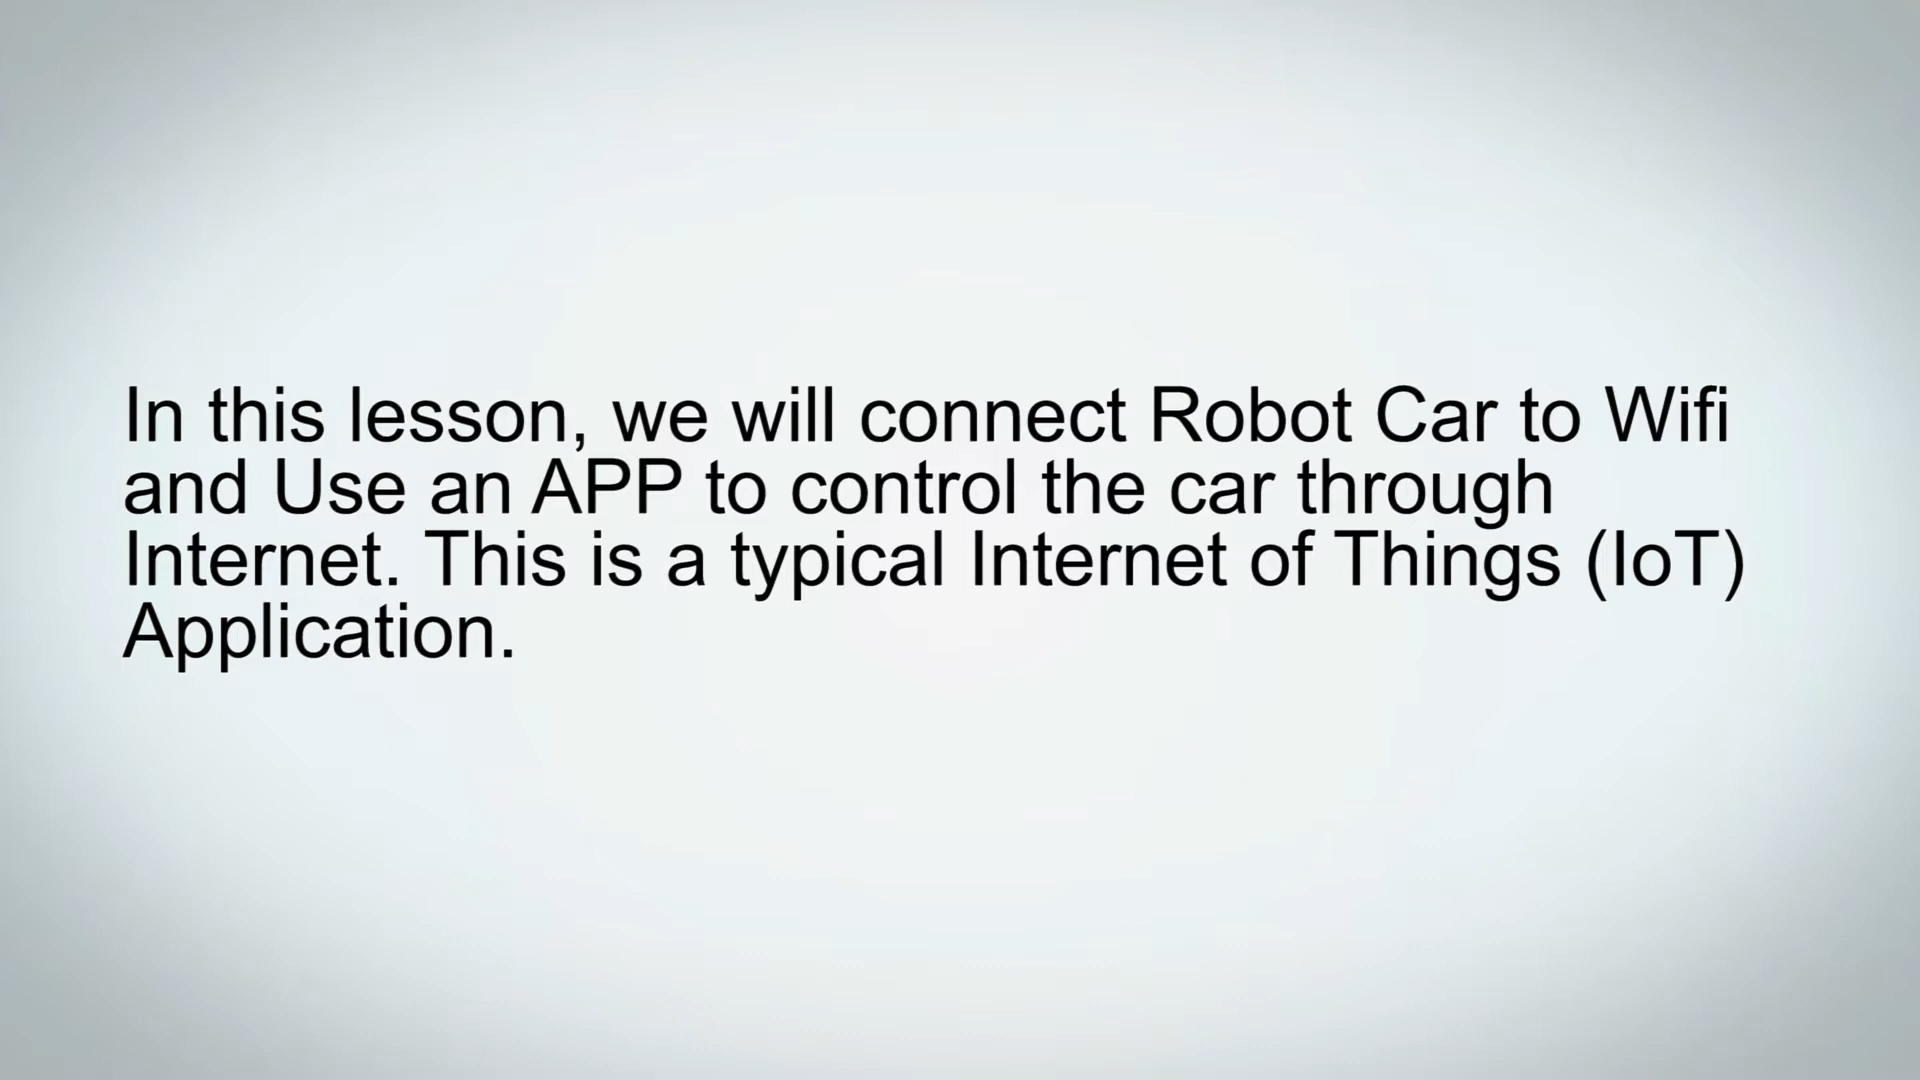 In this lesson, we will connect Robot Car to Wifi
and Use an APP to control the car through
Internet. This is a typical Internet of Things (IoT)
Application.